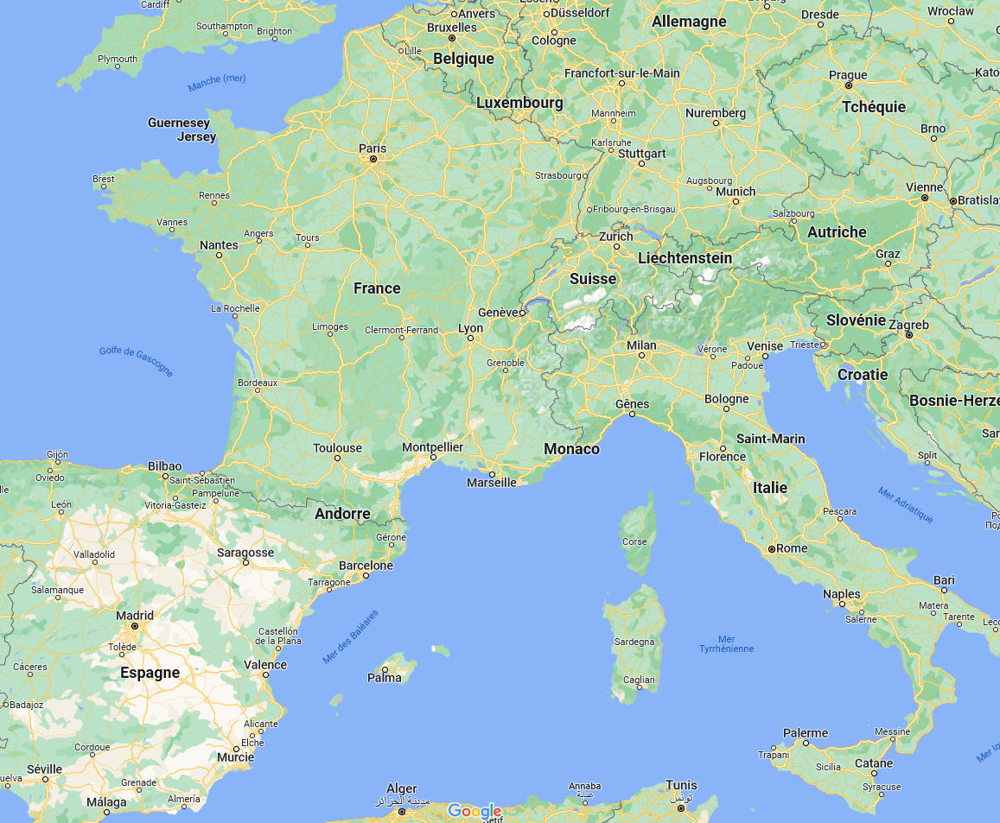 Cardiff
Southampton
Brighton
Plymouth
Manche (mer)
Guernesey
Jersey
Anvers
Bruxelles
Lille
Belgique
Düsseldorf
Cologne
Allemagne
Dresde
Wrocław
Francfort-sur-le-Main
Prague
Tchéquie
Luxembourg
Mannheim
Nuremberg
Brno
Karlsruhe
Stuttgart
Paris
Strasbourg
Augsbourg
Munich
Vienne
Brest
Rennes
Vannes
Fribourg-en-Brisgau
Salzbourg
Autriche
Angers
Tours
Nantes
Zurich
Liechtenstein
Graz
France
Suisse
La Rochelle
Genève
Limoges
Clermont-Ferrand
Lyon
Slovénie
Zagreb
Golfe de Gascogne
Grenoble
Milan
Vérone
Venise
Padoue
Trieste
Croatie
Bordeaux
Gênes
Bologne
Toulouse
Montpellier
Monaco
Saint-Marin
Florence
Split
Gijón
Oviedo
Bilbao
Saint-Sébastien
Marseille
Italie
León
Vitoria-Gasteiz
Pampelune
Andorre
Mer Adriatique
Pescara
Valladolid
Saragosse
Gérone
Corse
Rome
Barcelone
Tarragone
Salamanque
Bari
Naples
Matera
Salerne
Tarente
Madrid
Mer des Baléares
Castellón
de la Plana
Tolède
Sardegna
Mer
Tyrrhénienne
Cáceres
Espagne
Valence
Palma
Cagliari
Badajoz
Alicante
Elche
Cordoue
Murcie
Palerme
Messine
Trapani
Sicilia
Catane
Séville
Grenade
Syracuse
Almería
Málaga
Alger
مدينة الجزائر
Annaba
عنابة
Tunis
تونس
Google